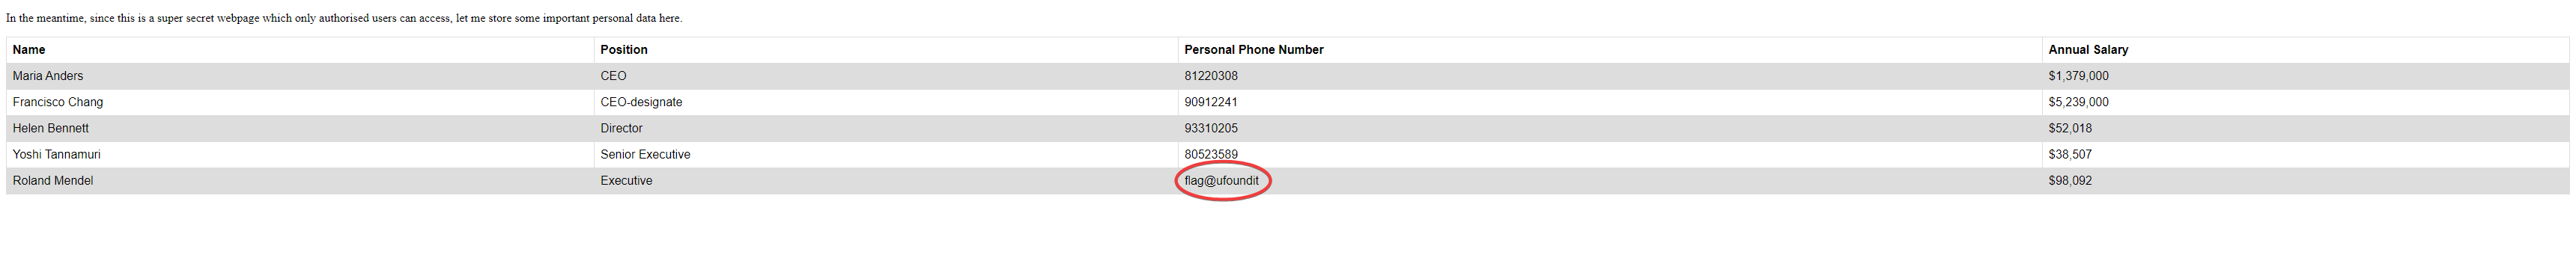 In the meantime, since this is a super secret webpage which only authorised users can access, let me store some important personal data here.
Name Position Personal Phone Number Annual Salary
Maria Anders CEO 81220308 $1,379,000
Francisco Chang CEO-designate 90912241 $5,239,000
Helen Bennett Director 93310205 $52,018
Yoshi Tannamuri Senior Executive 80523589 $38,507
Roland Mendel Executive flag@ufoundit $98,092